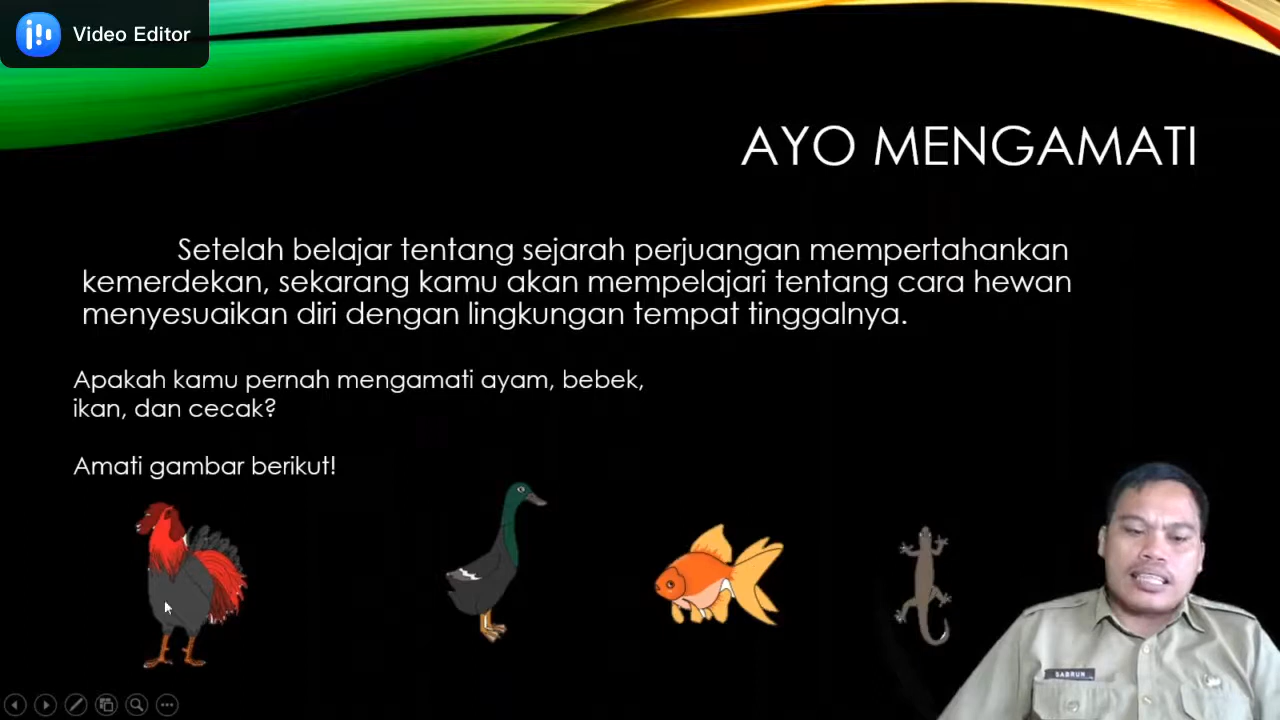 Video Editor
AYO MENGAMATI
Setelah belajar tentang sejarah perjuangan mempertahankan
kemerdekan, sekarang kamu akan mempelajari tentang cara hewan
menyesuaikan diri dengan lingkungan tempat tinggalnya.
Apakah kamu pernah mengamati ayam, bebek,
ikan, dan cecak?
Amati gambar berikut!
SABRUN